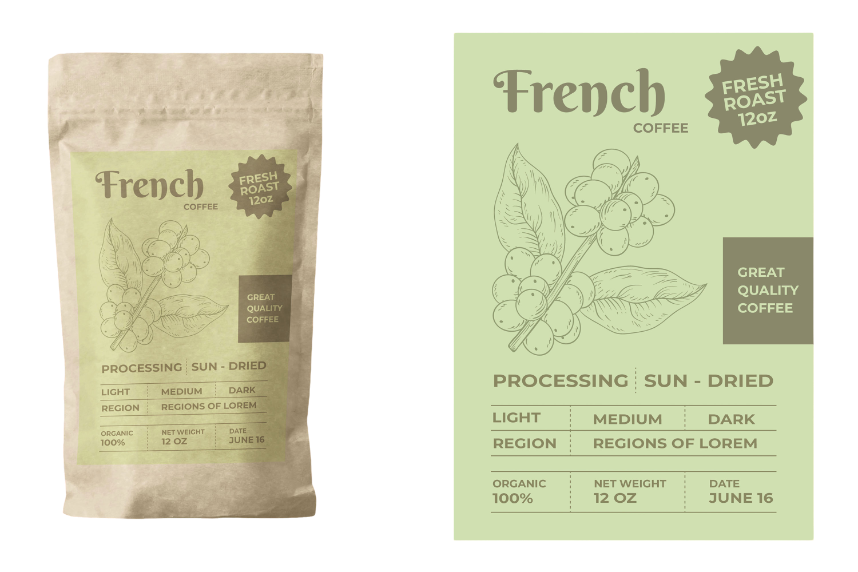 French
COFFEE
FRESH
ROAST
12oz
GREAT
QUALITY
COFFEE
PROCESSING SUN - DRIED
LIGHT MEDIUM DARK
REGION REGIONS OF LOREM
ORGANIC NET WEIGHT DATE
100% 12 OZ JUNE 16
French
COFFEE
FRESH
ROAST
12oz
GREAT
QUALITY
COFFEE
PROCESSING SUN - DRIED
LIGHT MEDIUM DARK
REGION REGIONS OF LOREM
ORGANIC NET WEIGHT DATE
100% 12 OZ JUNE 16